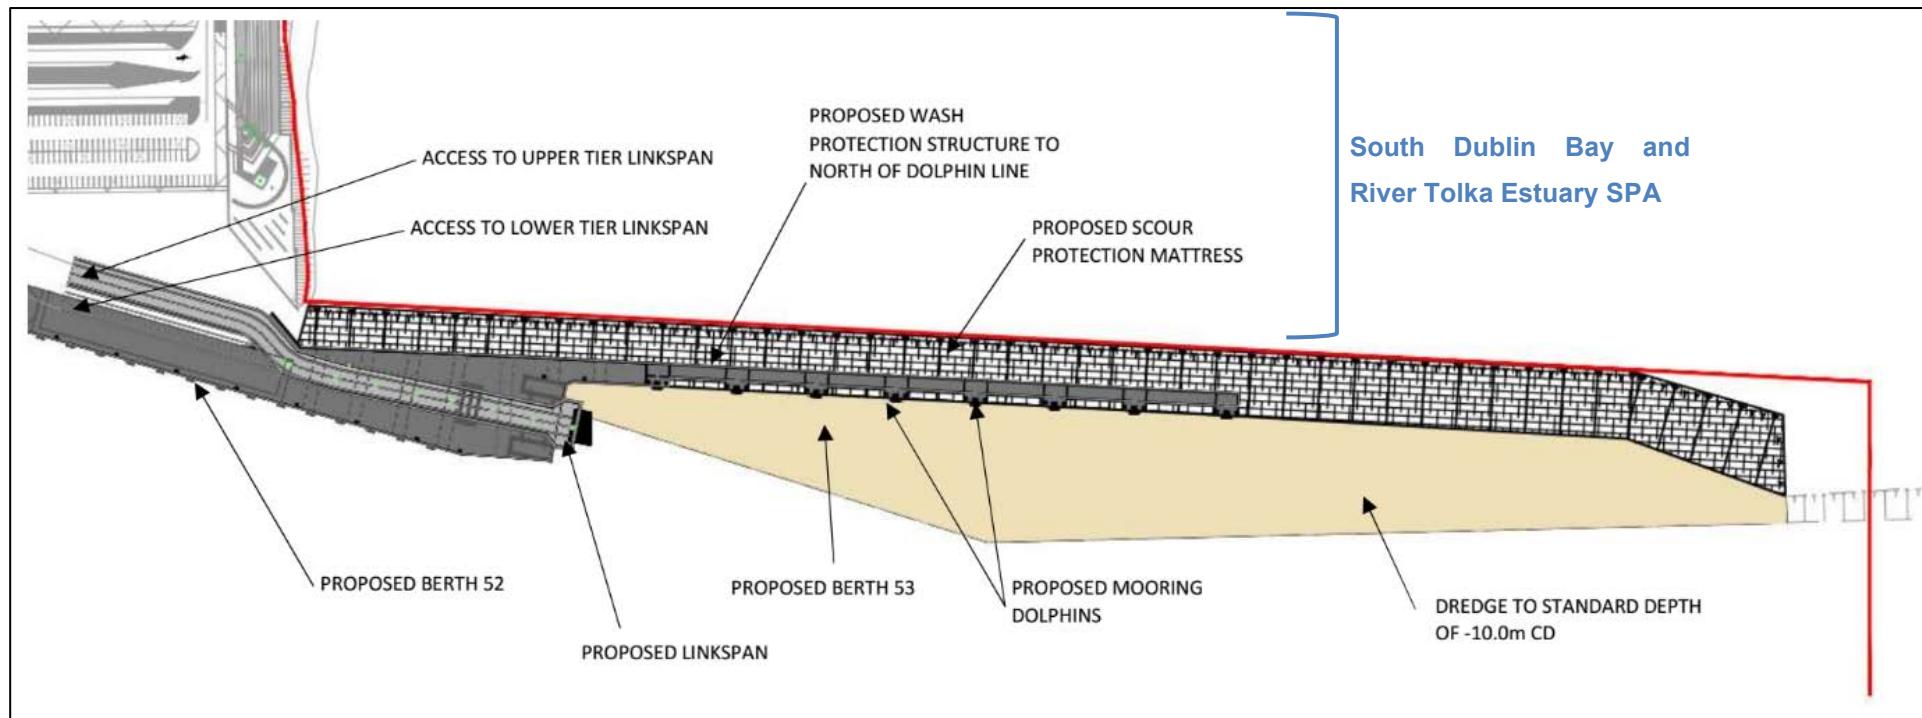 PROPOSED WASH
PROTECTION STRUCTURE TO
NORTH OF DOLPHIN LINE
South Dublin Bay and
River Tolka Estuary SPA
ACCESS TO UPPER TIER LINKSPAN
ACCESS TO LOWER TIER LINKSPAN
PROPOSED SCOUR
PROTECTION MATTRESS
PROPOSED BERTH 52
PROPOSED BERTH 53
PROPOSED MOORING
DOLPHINS
DREDGE TO STANDARD DEPTH
OF -10.0m CD
PROPOSED LINKSPAN